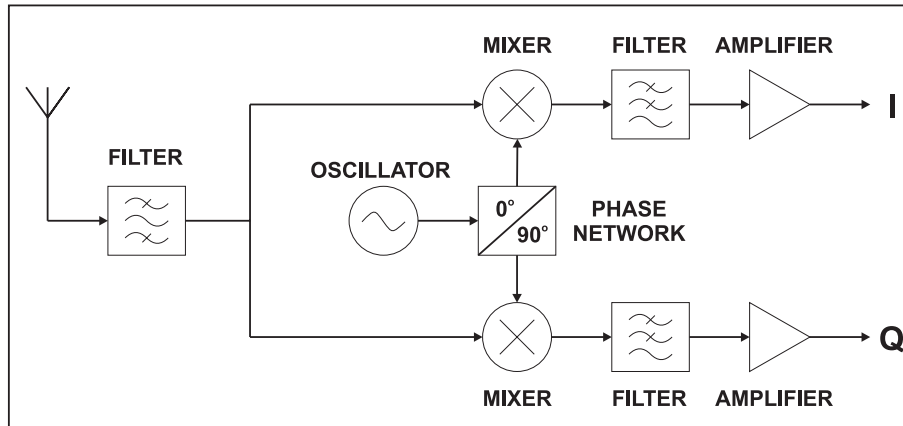 MIXER FILTER AMPLIFIER
I
FILTER
OSCILLATOR
0°
90°
PHASE
NETWORK
Q
MIXER FILTER AMPLIFIER